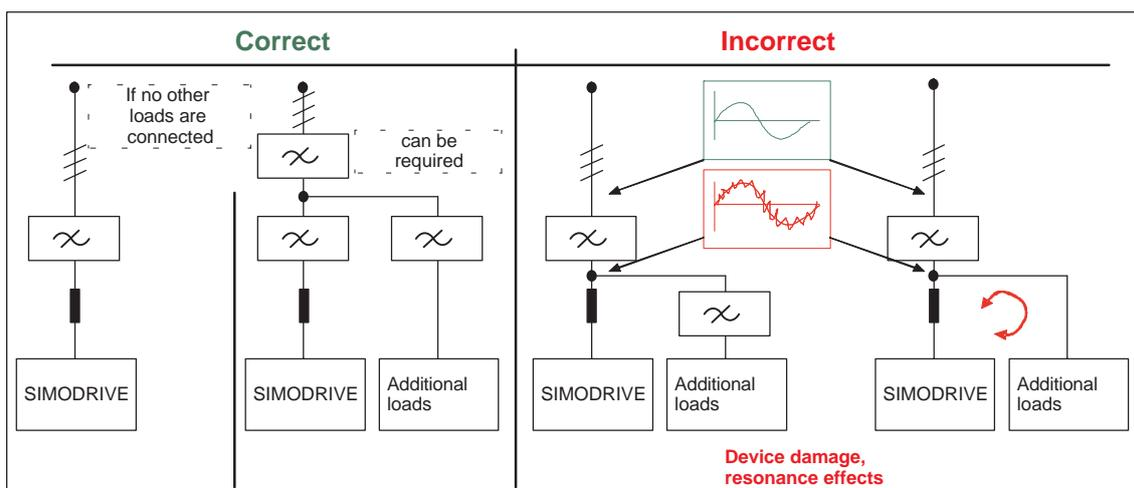 Correct
Incorrect
If no other
loads are
connected
can be
required
SIMODRIVE
SIMODRIVE
Additional
loads
SIMODRIVE
Additional
loads
SIMODRIVE
Additional
loads
Device damage,
resonance effects